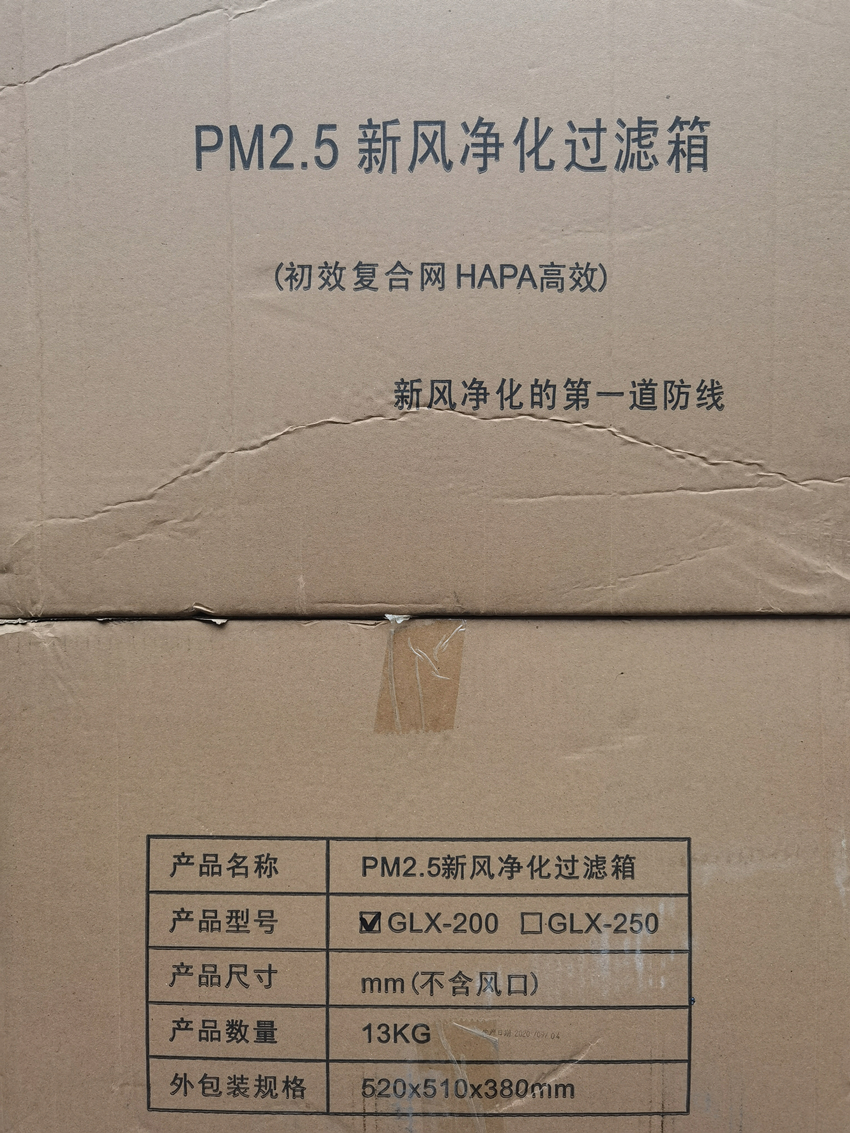 PM2.5 新风净化过滤箱
(初效复合网 HAPA高效)
新风净化的第一道防线
产品名称 PM2.5新风净化过滤箱
产品型号 ☑GLX-200 ☐GLX-250
产品尺寸 mm(不含风口)
产品数量 13KG
外包装规格 520x510x380mm